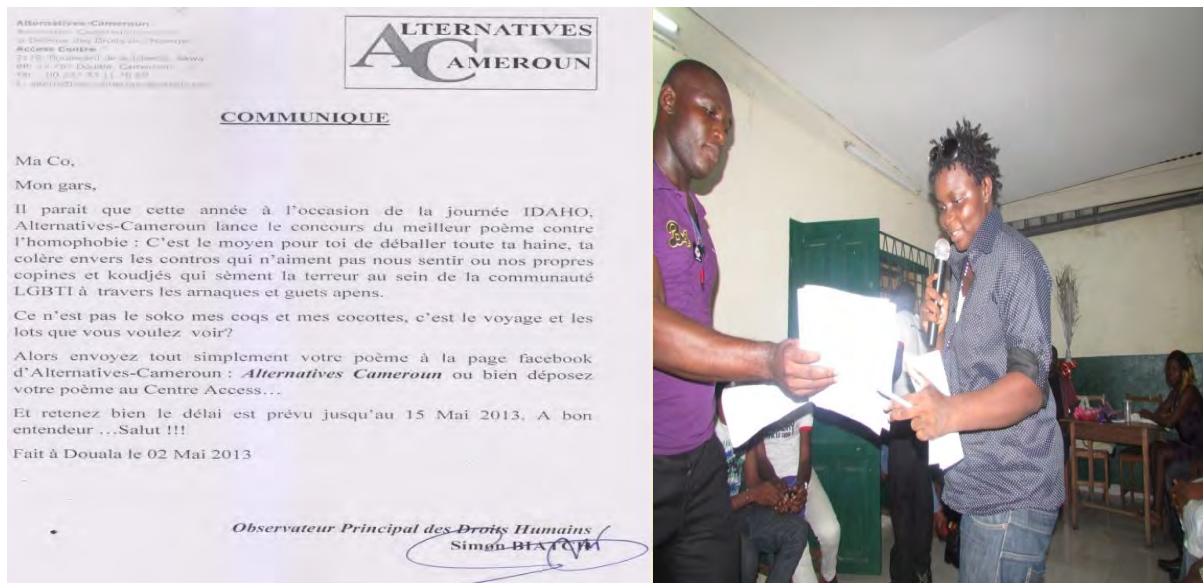 Alternatives-Cameroun
la Défense des Droits de l'Homme
Access Centre
ALTERNATIVES
CAMEROUN
COMMUNIQUE
Ma Co,
Mon gars,
Il parait que cette année à l'occasion de la journée IDAHO,
Alternatives-Cameroun lance le concours du meilleur poème contre
l'homophobie : C'est le moyen pour toi de déballer toute ta haine, ta
colère envers les contros qui n'aiment pas nous sentir ou nos propres
copines et koudjés qui sèment la terreur au sein de la communauté
LGBTI à travers les arnaques et guets apens.
Ce n'est pas le soko mes coqs et mes cocottes, c'est le voyage et les
lots que vous voulez voir?
Alors envoyez tout simplement votre poème à la page facebook
d'Alternatives-Cameroun : Alternatives Cameroun ou bien déposez
votre poème au Centre Access…
Et retenez bien le délai est prévu jusqu'au 15 Mai 2013. A bon
entendeur …Salut !!!
Fait à Douala le 02 Mai 2013
Observateur Principal des Droits Humains
Simon